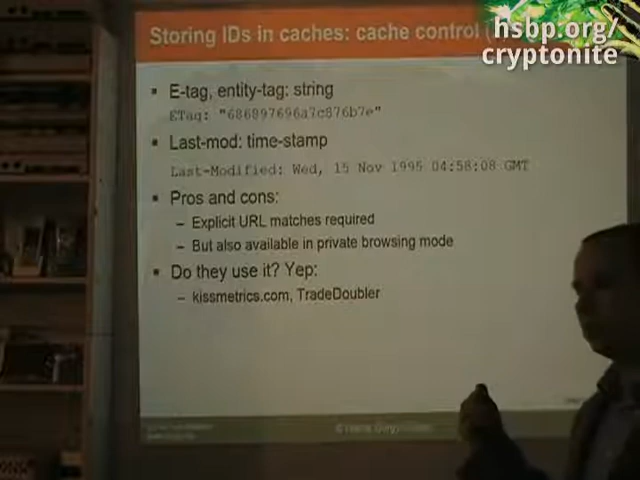 Storing IDs in caches: cache control
hsbp.org/
cryptonite
E-tag, entity-tag: string
ETag: "686897696a7c876b7e"
Last-mod: time-stamp
Last-Modified: Wed, 15 Nov 1995 04:58:08 GMT
Pros and cons:
– Explicit URL matches required
– But also available in private browsing mode
Do they use it? Yep:
– kissmetrics.com, TradeDoubler